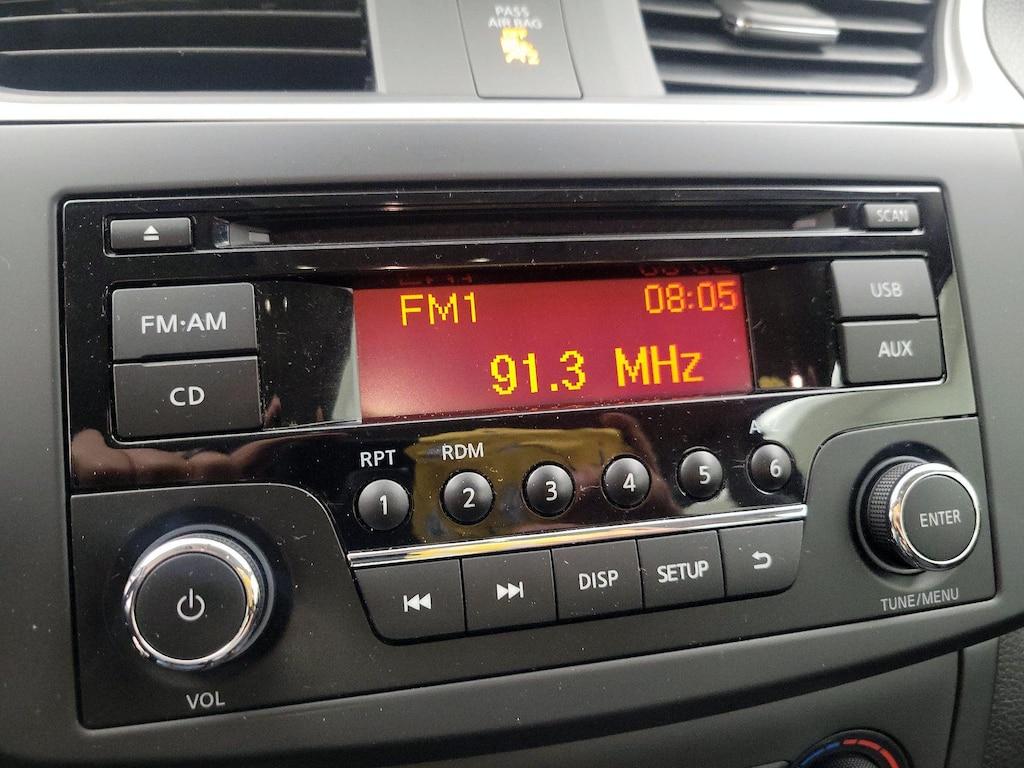 PASS
AIR BAG
OFF
SCAN
FM·AM
CD
FM1 08:05
91.3 MHz
USB
AUX
RPT RDM
1 2 3 4 5 6
DISP SETUP
ENTER
TUNE/MENU
VOL